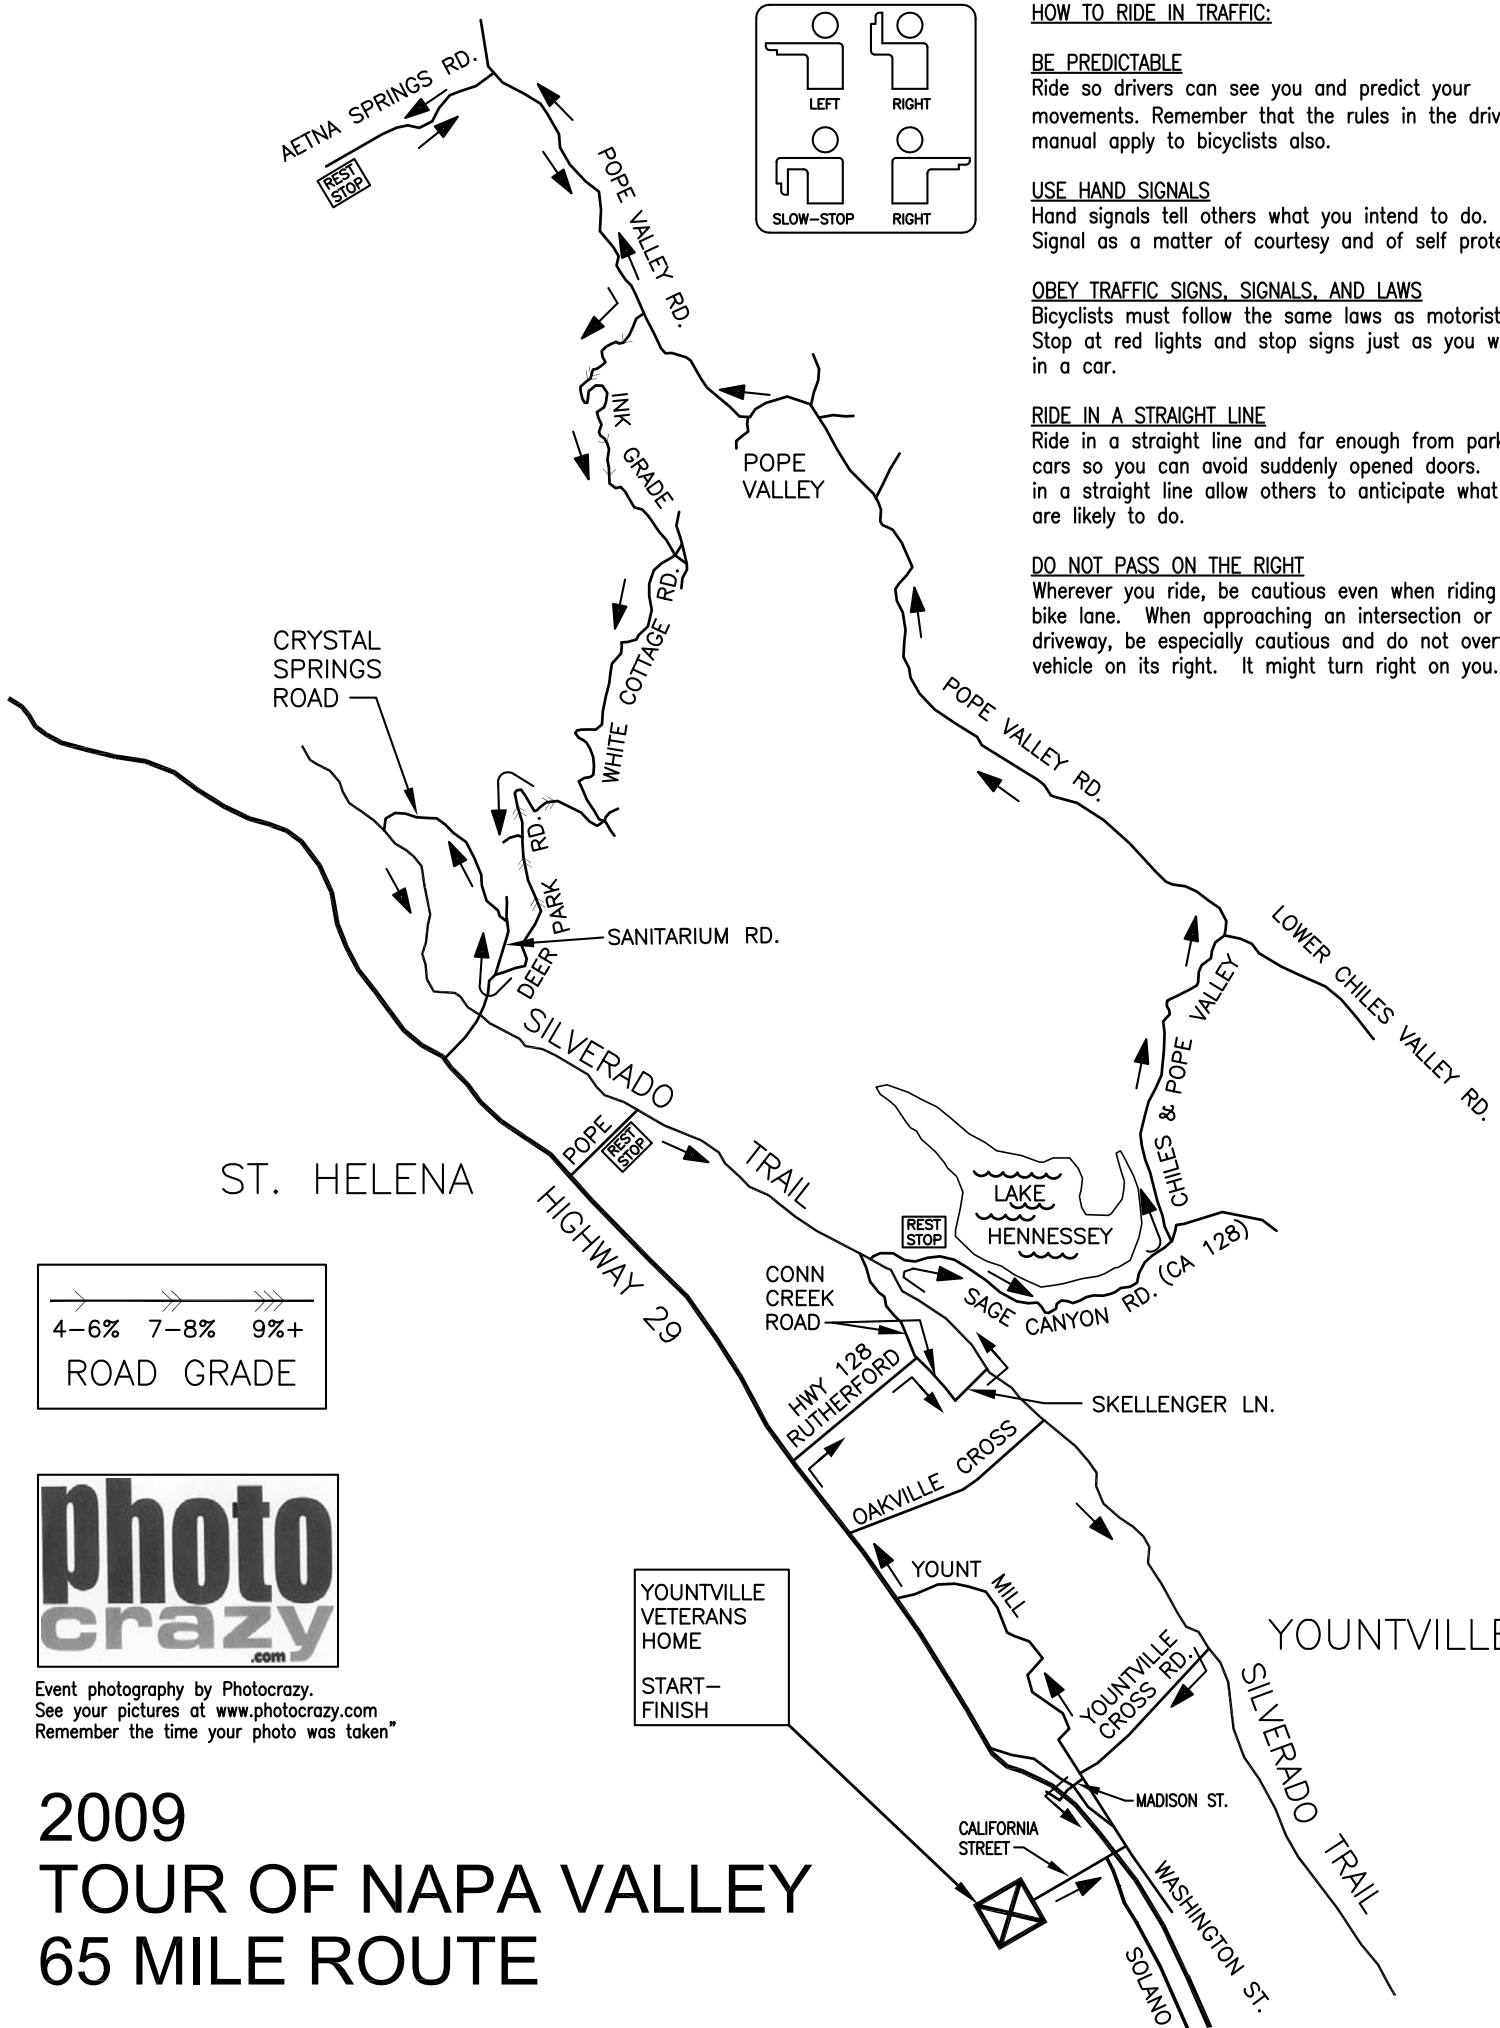 HOW TO RIDE IN TRAFFIC:
BE PREDICTABLE
Ride so drivers can see you and predict your
movements. Remember that the rules in the
manual apply to bicyclists also.
USE HAND SIGNALS
Hand signals tell others what you intend to do.
Signal as a matter of courtesy and of self
OBEY TRAFFIC SIGNS, SIGNALS, AND LAWS
Bicyclists must follow the same laws as
Stop at red lights and stop signs just as you
in a car.
RIDE IN A STRAIGHT LINE
Ride in a straight line and far enough from
cars so you can avoid suddenly opened doors.
in a straight line allow others to anticipate what
are likely to do.
DO NOT PASS ON THE RIGHT
Wherever you ride, be cautious even when riding
bike lane. When approaching an intersection or
driveway, be especially cautious and do not
vehicle on its right. It might turn right on you.
LEFT
RIGHT
SLOW-STOP
RIGHT
AETNA SPRINGS RD.
REST
STOP
POPE VALLEY RD.
INK GRADE
POPE
VALLEY
WHITE COTTAGE RD.
CRYSTAL
SPRINGS
ROAD
POPE VALLEY RD.
DEER PARK RD.
SANITARIUM RD.
LOWER CHILES VALLEY RD.
CHILES & POPE VALLEY
SILVERADO TRAIL
POPE
REST
STOP
ST. HELENA
HIGHWAY 29
LAKE
HENNESSEY
REST
STOP
SAGE CANYON RD. (CA 128)
CONN
CREEK
ROAD
HWY 128
RUTHERFORD
SKELLENGER LN.
OAKVILLE CROSS
YOUNT MILL
4-6% 7-8% 9%+
ROAD GRADE
photo
crazy
.com
Event photography by Photocrazy.
See your pictures at www.photocrazy.com
Remember the time your photo was taken"
YOUNTVILLE
VETERANS
HOME
START-
FINISH
YOUNTVILLE
YOUNTVILLE
CROSS RD.
SILVERADO TRAIL
MADISON ST.
CALIFORNIA
STREET
WASHINGTON ST.
SOLANO
2009
TOUR OF NAPA VALLEY
65 MILE ROUTE